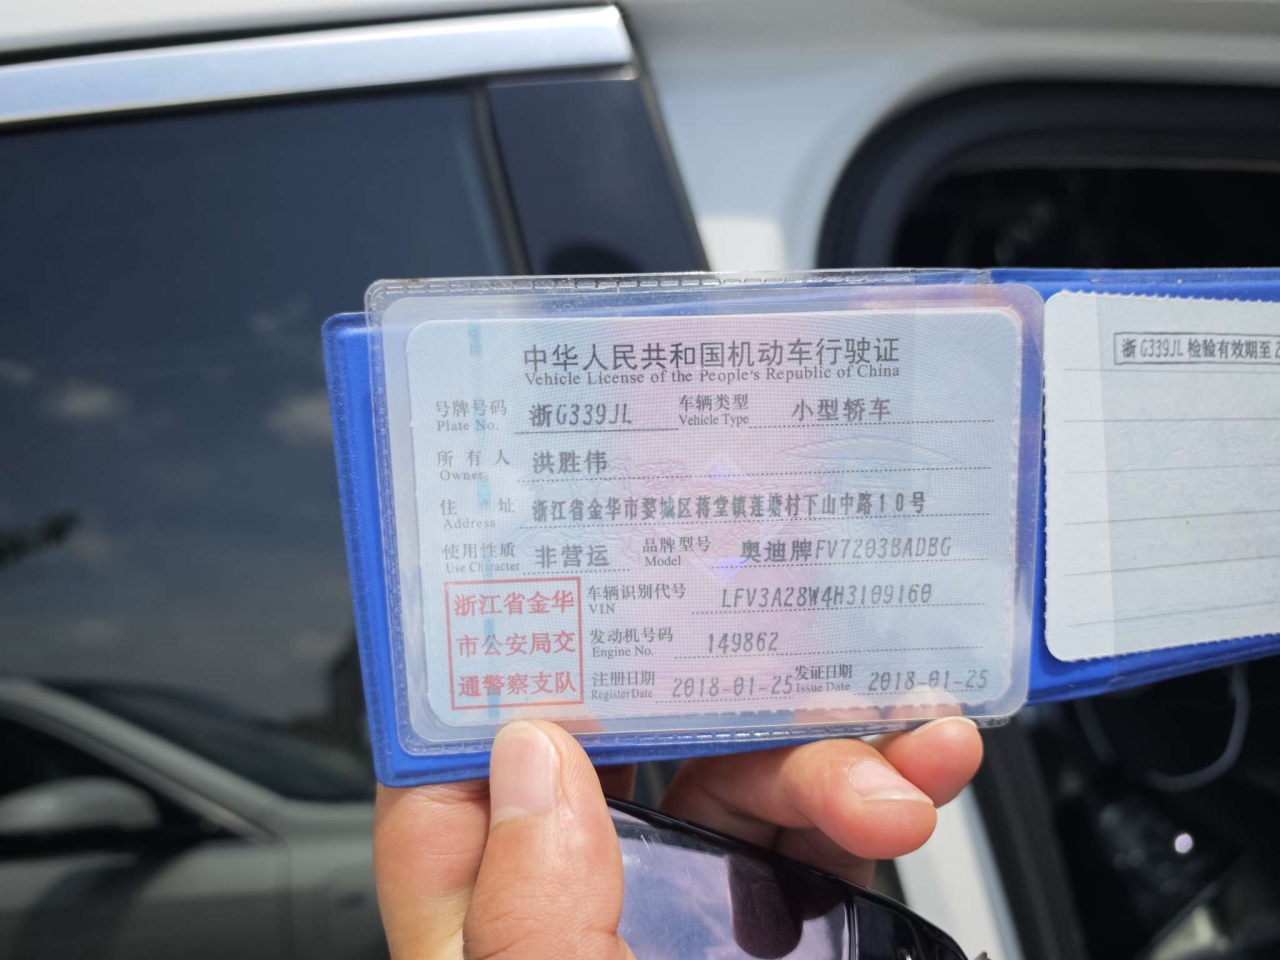 中华人民共和国机动车行驶证
Vehicle License of the People's Republic of China
号牌号码 浙G339JL 车辆类型 小型轿车
Plate No. Vehicle Type
所有人 洪胜伟
Owner
住址 浙江省金华市婺城区蒋堂镇莲塘村下山中路10号
Address
使用性质 非营运 品牌型号 奥迪牌FV7203BADBG
Use Character Model
车辆识别代号 LFV3A28W4H3109160
VIN
发动机号码 149862
Engine No.
注册日期 2018-01-25 发证日期 2018-01-25
Register Date Issue Date
浙江省金华
市公安局交
通警察支队
浙G339JL 检验有效期至2